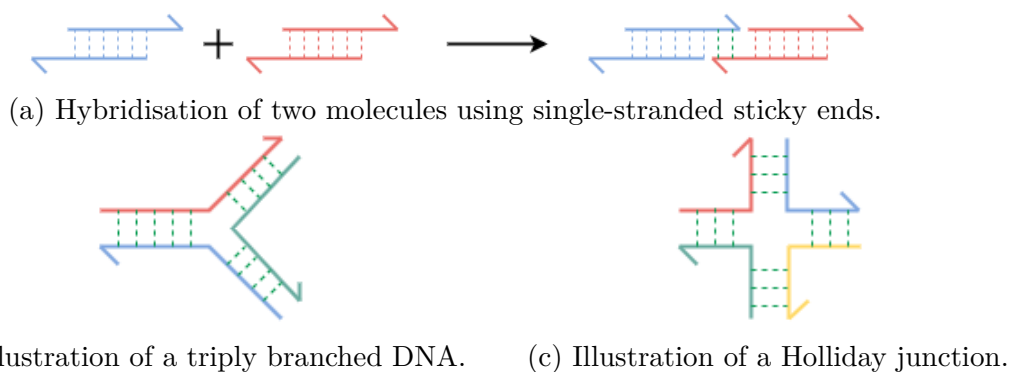 (a) Hybridisation of two molecules using single-stranded sticky ends.
lustration of a triply branched DNA.
(c) Illustration of a Holliday junction.